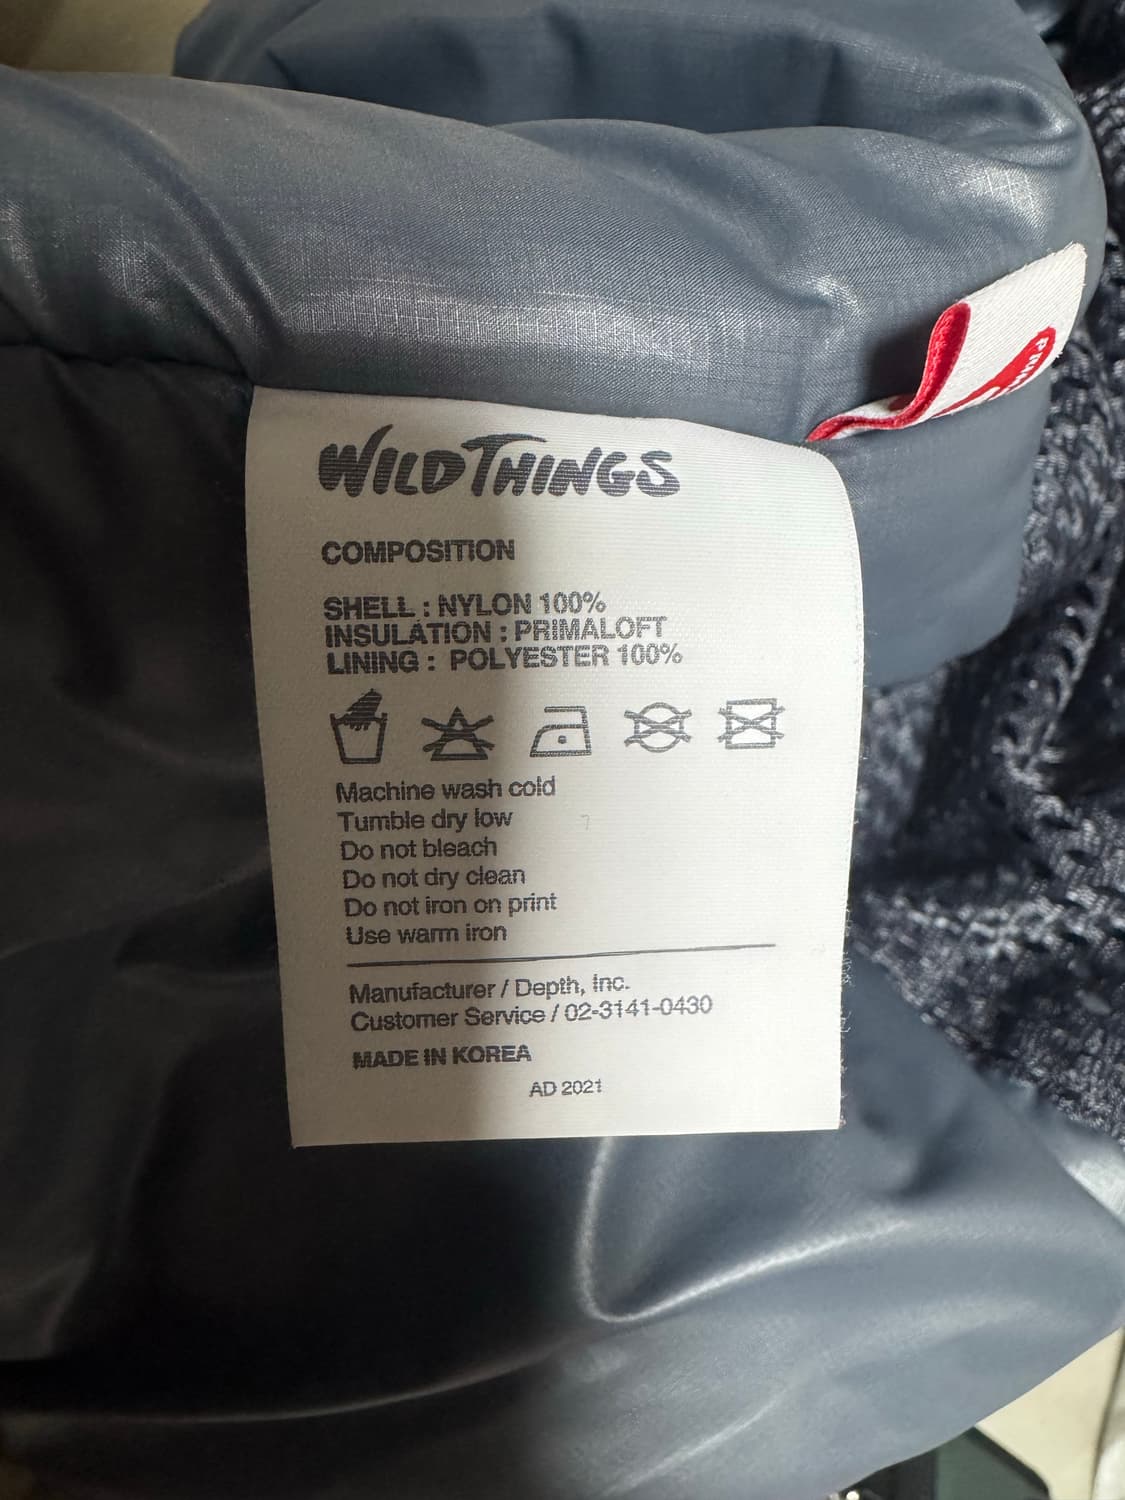 WILDTHINGS
COMPOSITION
SHELL : NYLON 100%
INSULATION : PRIMALOFT
LINING : POLYESTER 100%
Machine wash cold
Tumble dry low
Do not bleach
Do not dry clean
Do not iron on print
Use warm iron
Manufacturer / Depth, Inc.
Customer Service / 02-3141-0430
MADE IN KOREA
AD 2021